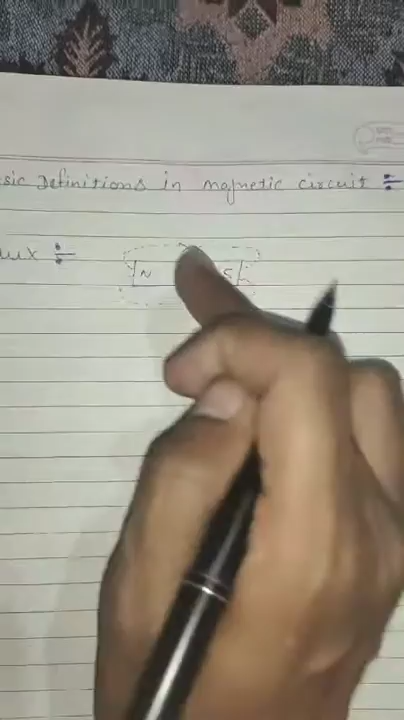 sic Definitions in magnetic circuit :-
ux :-
N S